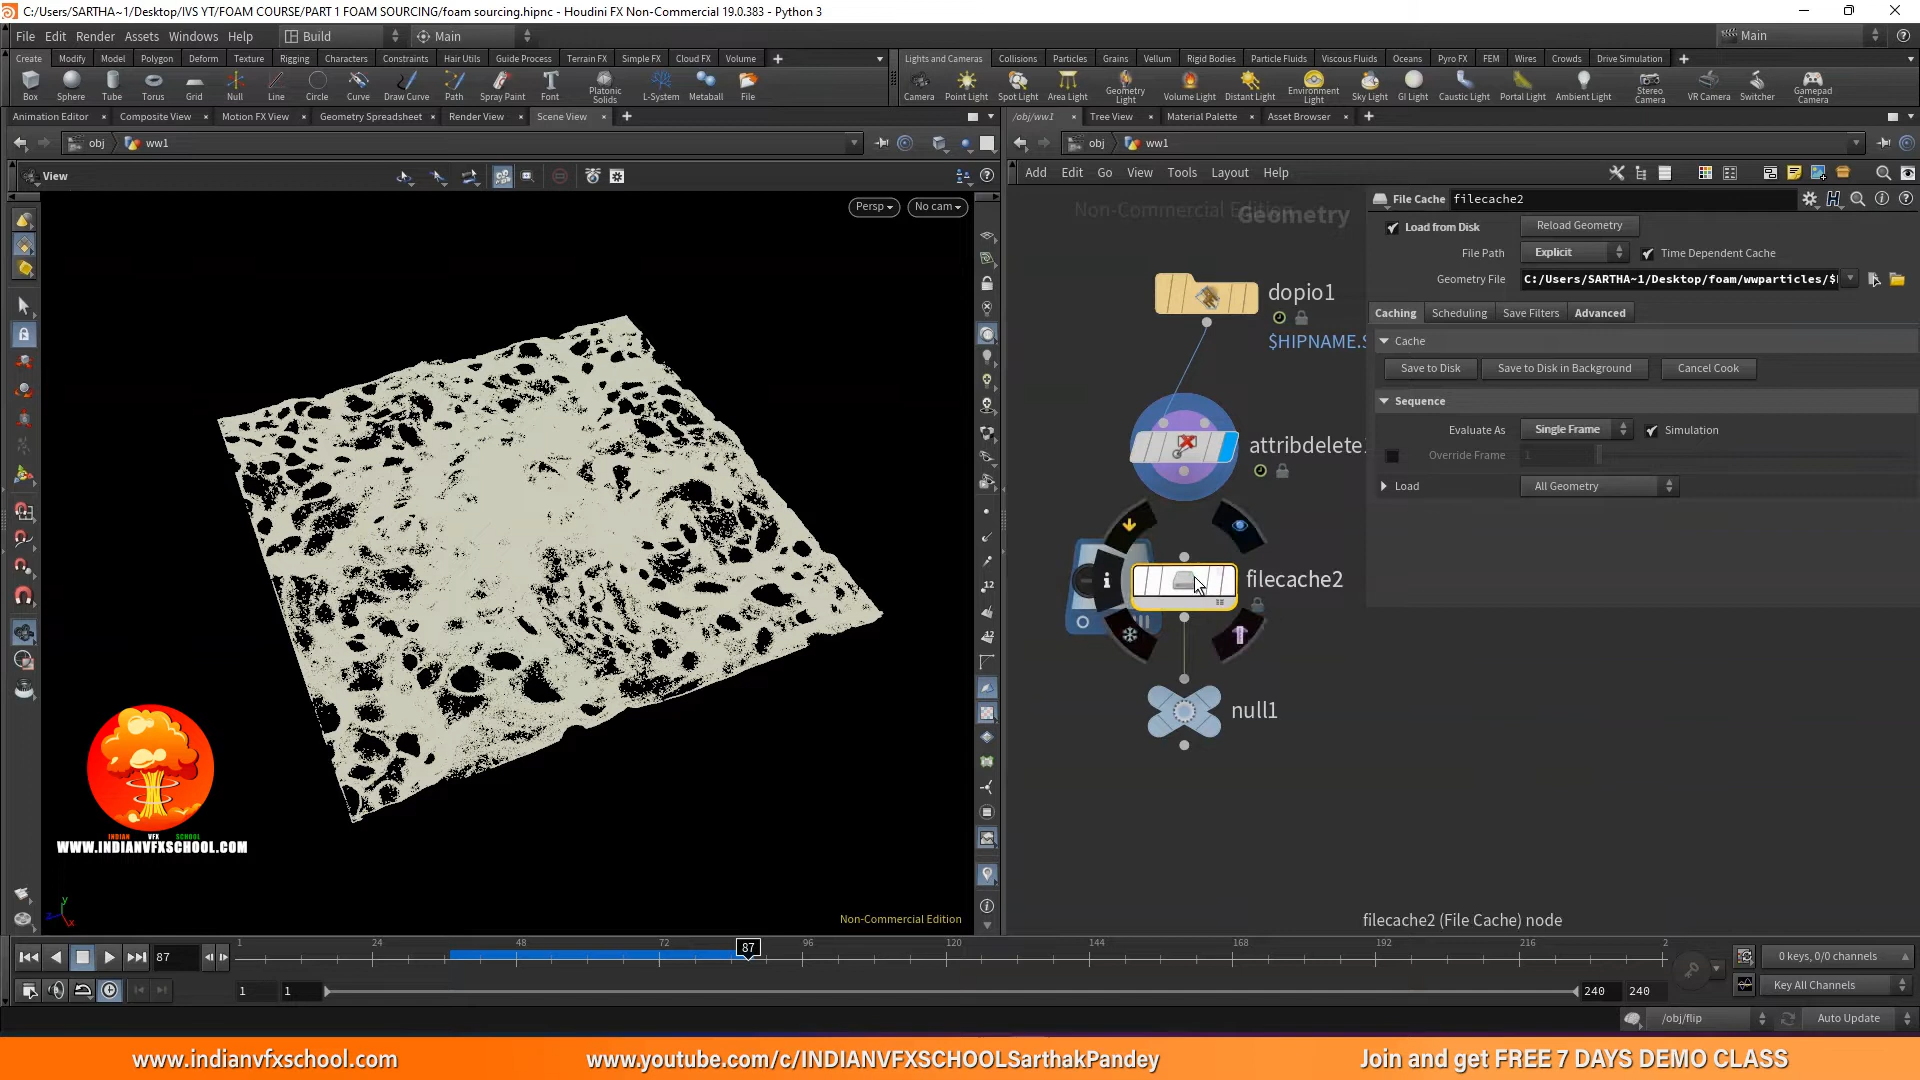 C:/Users/SARTHA~1/Desktop/IVS YT/FOAM COURSE/PART 1 FOAM SOURCING/foam sourcing.hipnc - Houdini FX Non-Commercial 19.0.383 - Python 3
File Edit Render Assets Windows Help Build Main Main
Create Modify Model Polygon Deform Texture Rigging Characters Constraints Hair Utils Guide Process Terrain FX Simple FX Cloud FX Volume
Lights and Cameras Collisions Particles Grains Vellum Rigid Bodies Particle Fluids Viscous Fluids Oceans Pyro FX FEM Wires Crowds Drive Simulation
Box Sphere Tube Torus Grid Null Line Circle Curve Draw Curve Path Spray Paint Font Platonic Solids L-System Metaball File
Camera Point Light Spot Light Area Light Geometry Light Volume Light Distant Light Environment Light Sky Light GI Light Caustic Light Portal Light Ambient Light Stereo Camera VR Camera Switcher Gamepad Camera
Animation Editor Composite View Motion FX View Geometry Spreadsheet Render View Scene View
/obj/ww1 Tree View Material Palette Asset Browser
obj ww1
obj ww1
View
Add Edit Go View Tools Layout Help
Persp No cam
Non-Commercial Edition
Geometry
File Cache filecache2
Load from Disk Reload Geometry
File Path Explicit Time Dependent Cache
Geometry File C:/Users/SARTHA~1/Desktop/foam/wwparticles/$
Caching Scheduling Save Filters Advanced
Cache
Save to Disk Save to Disk in Background Cancel Cook
Sequence
Evaluate As Single Frame Simulation
Override Frame 1
Load All Geometry
dopio1
$HIPNAME.
attribdelete
filecache2
null1
INDIAN VFX SCHOOL
WWW.INDIANVFXSCHOOL.COM
Non-Commercial Edition
filecache2 (File Cache) node
87
1 24 48 72 87 96 120 144 168 192 216 2
1 1 240 240
0 keys, 0/0 channels
Key All Channels
/obj/flip Auto Update
www.indianvfxschool.com
www.youtube.com/c/INDIANVFXSCHOOLSarthakPandey
Join and get FREE 7 DAYS DEMO CLASS